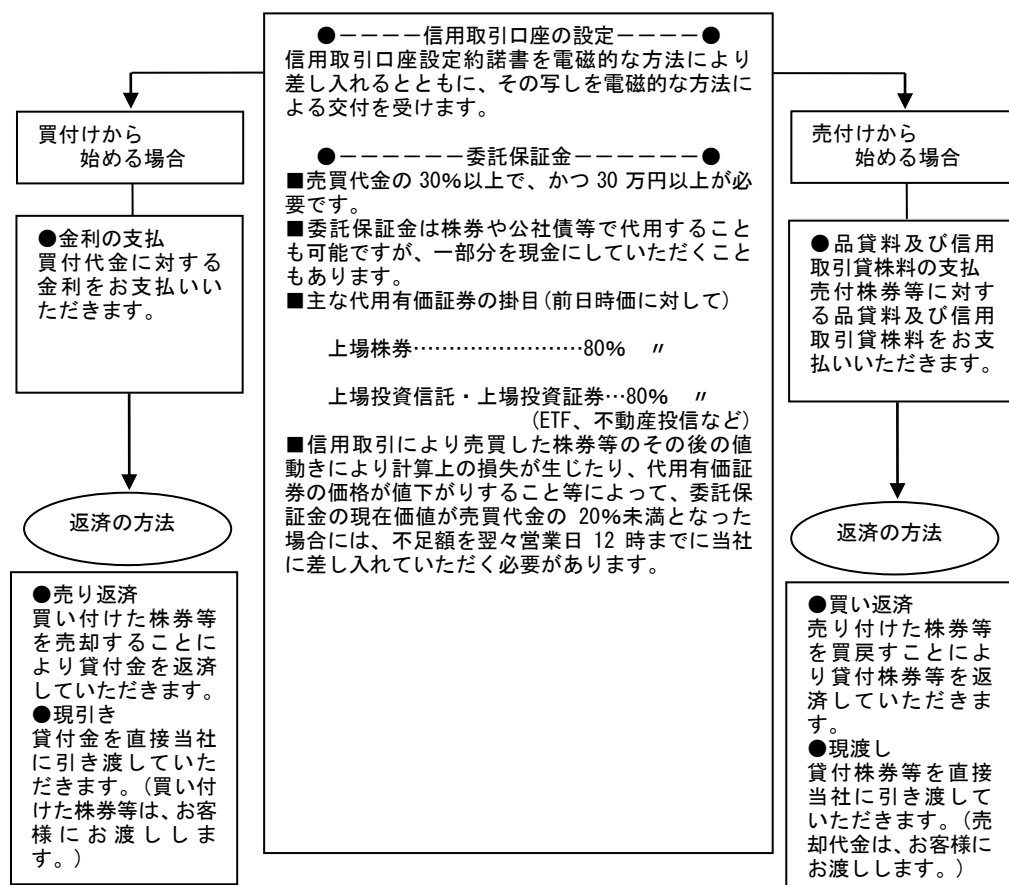 ●－－－－信用取引口座の設定－－－－●
信用取引口座設定約諾書を電磁的な方法により
差し入れるとともに、その写しを電磁的な方法に
よる交付を受けます。
●－－－－－－委託保証金－－－－－－●
■売買代金の 30%以上で、かつ 30 万円以上が必
要です。
■委託保証金は株券や公社債等で代用すること
も可能ですが、一部分を現金にしていただくこと
もあります。
■主な代用有価証券の掛目(前日時価に対して)
上場株券……………………80% 〃
上場投資信託・上場投資証券…80% 〃
(ETF、不動産投信など)
■信用取引により売買した株券等のその後の値
動きにより計算上の損失が生じたり、代用有価証
券の価格が値下がりすること等によって、委託保
証金の現在価値が売買代金の 20%未満となった
場合には、不足額を翌々営業日 12 時までに当社
に差し入れていただく必要があります。
買付けから
始める場合
●金利の支払
買付代金に対する
金利をお支払いい
ただきます。
返済の方法
●売り返済
買い付けた株券等
を売却することに
より貸付金を返済
していただきます。
●現引き
貸付金を直接当社
に引き渡していた
だきます。(買い付
けた株券等は、お客
様にお渡ししま
す。)
売付けから
始める場合
●品貸料及び信用
取引貸株料の支払
売付株券等に対す
る品貸料及び信用
取引貸株料をお支
払いいただきます。
返済の方法
●買い返済
売り付けた株券等
を買戻すことによ
り貸付株券等を返
済していただきま
す。
●現渡し
貸付株券等を直接
当社に引き渡して
いただきます。(売
却代金は、お客様に
お渡しします。)